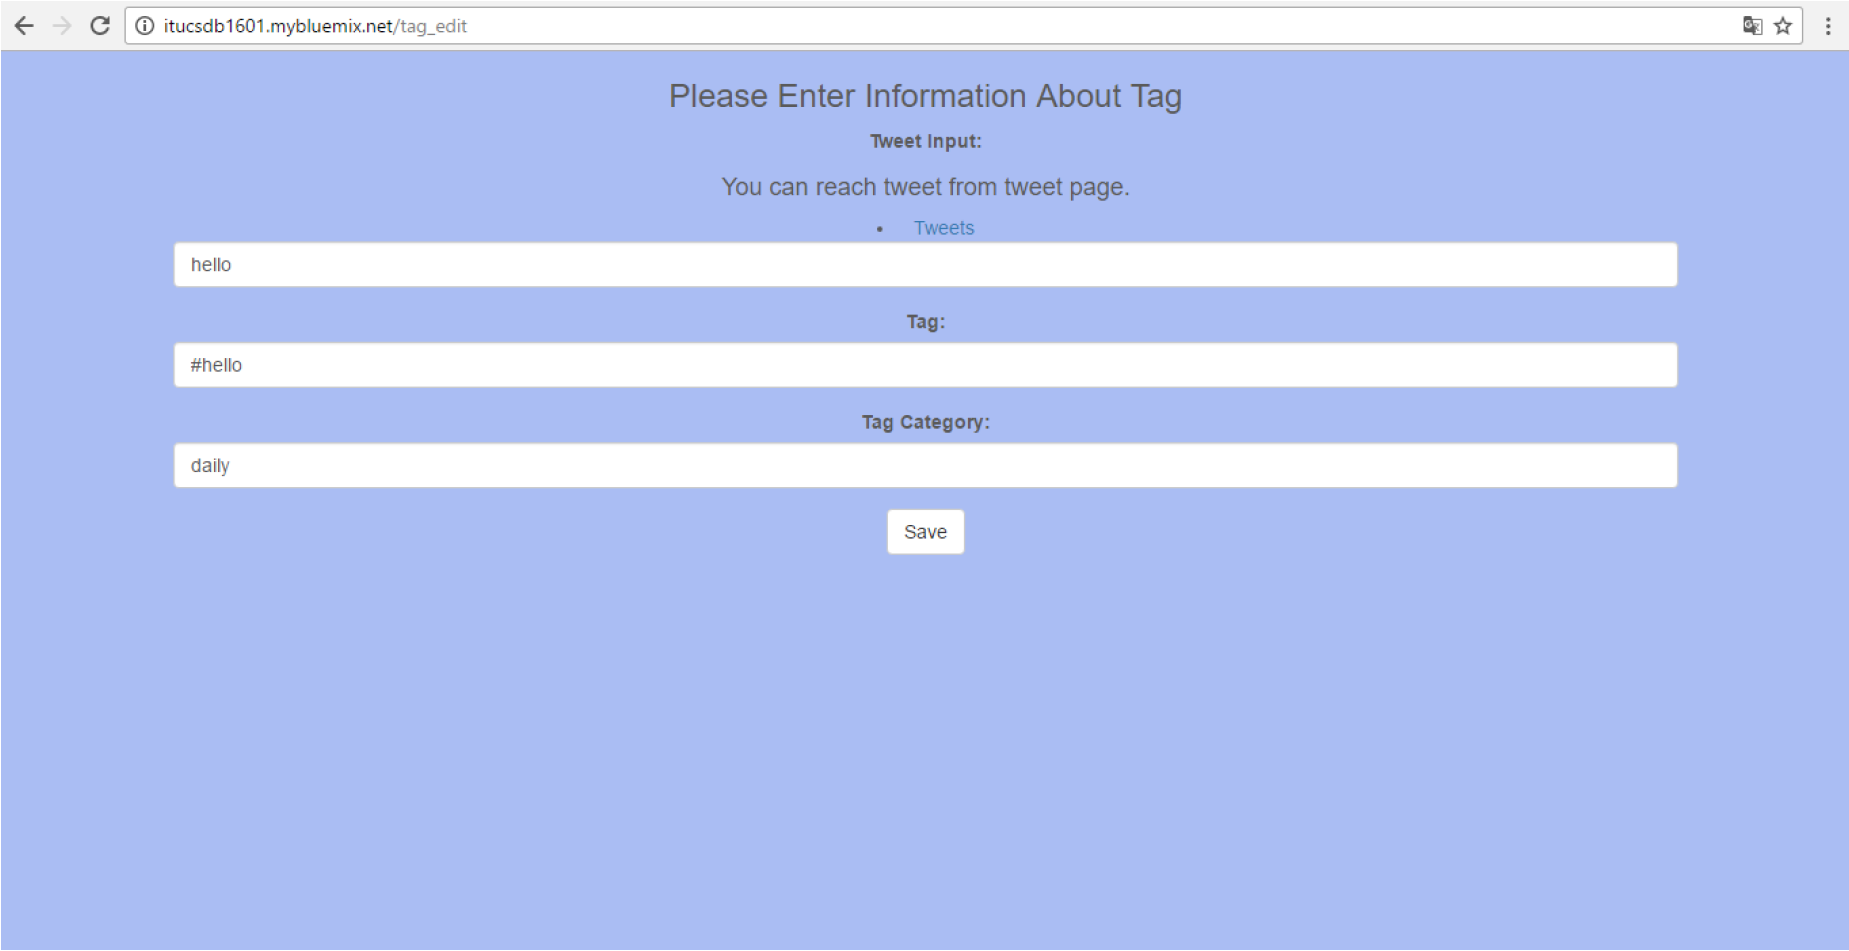 itucsdb1601.mybluemix.net/tag_edit
Please Enter Information About Tag
Tweet Input:
You can reach tweet from tweet page.
• Tweets
hello
Tag:
#hello
Tag Category:
daily
Save